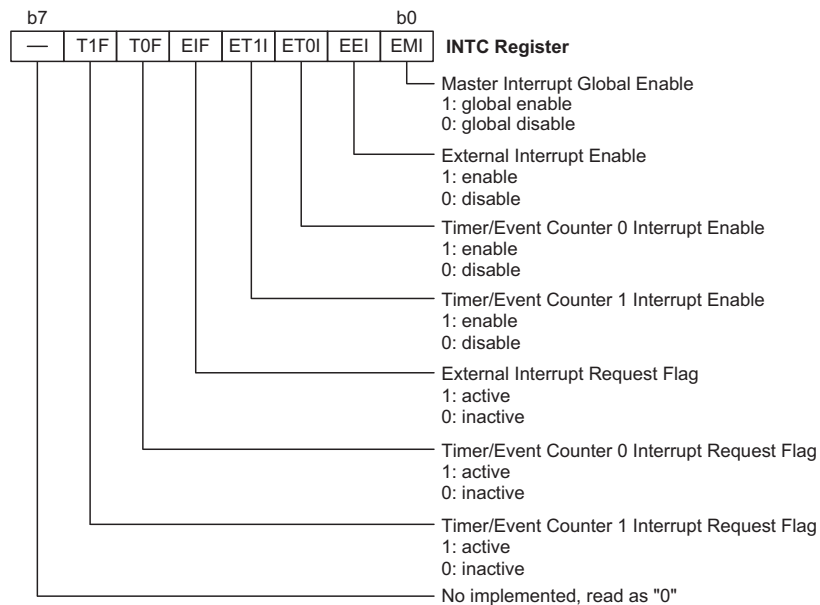 b7 b0
— T1F T0F EIF ET1I ET0I EEI EMI INTC Register
Master Interrupt Global Enable
1: global enable
0: global disable
External Interrupt Enable
1: enable
0: disable
Timer/Event Counter 0 Interrupt Enable
1: enable
0: disable
Timer/Event Counter 1 Interrupt Enable
1: enable
0: disable
External Interrupt Request Flag
1: active
0: inactive
Timer/Event Counter 0 Interrupt Request Flag
1: active
0: inactive
Timer/Event Counter 1 Interrupt Request Flag
1: active
0: inactive
No implemented, read as "0"